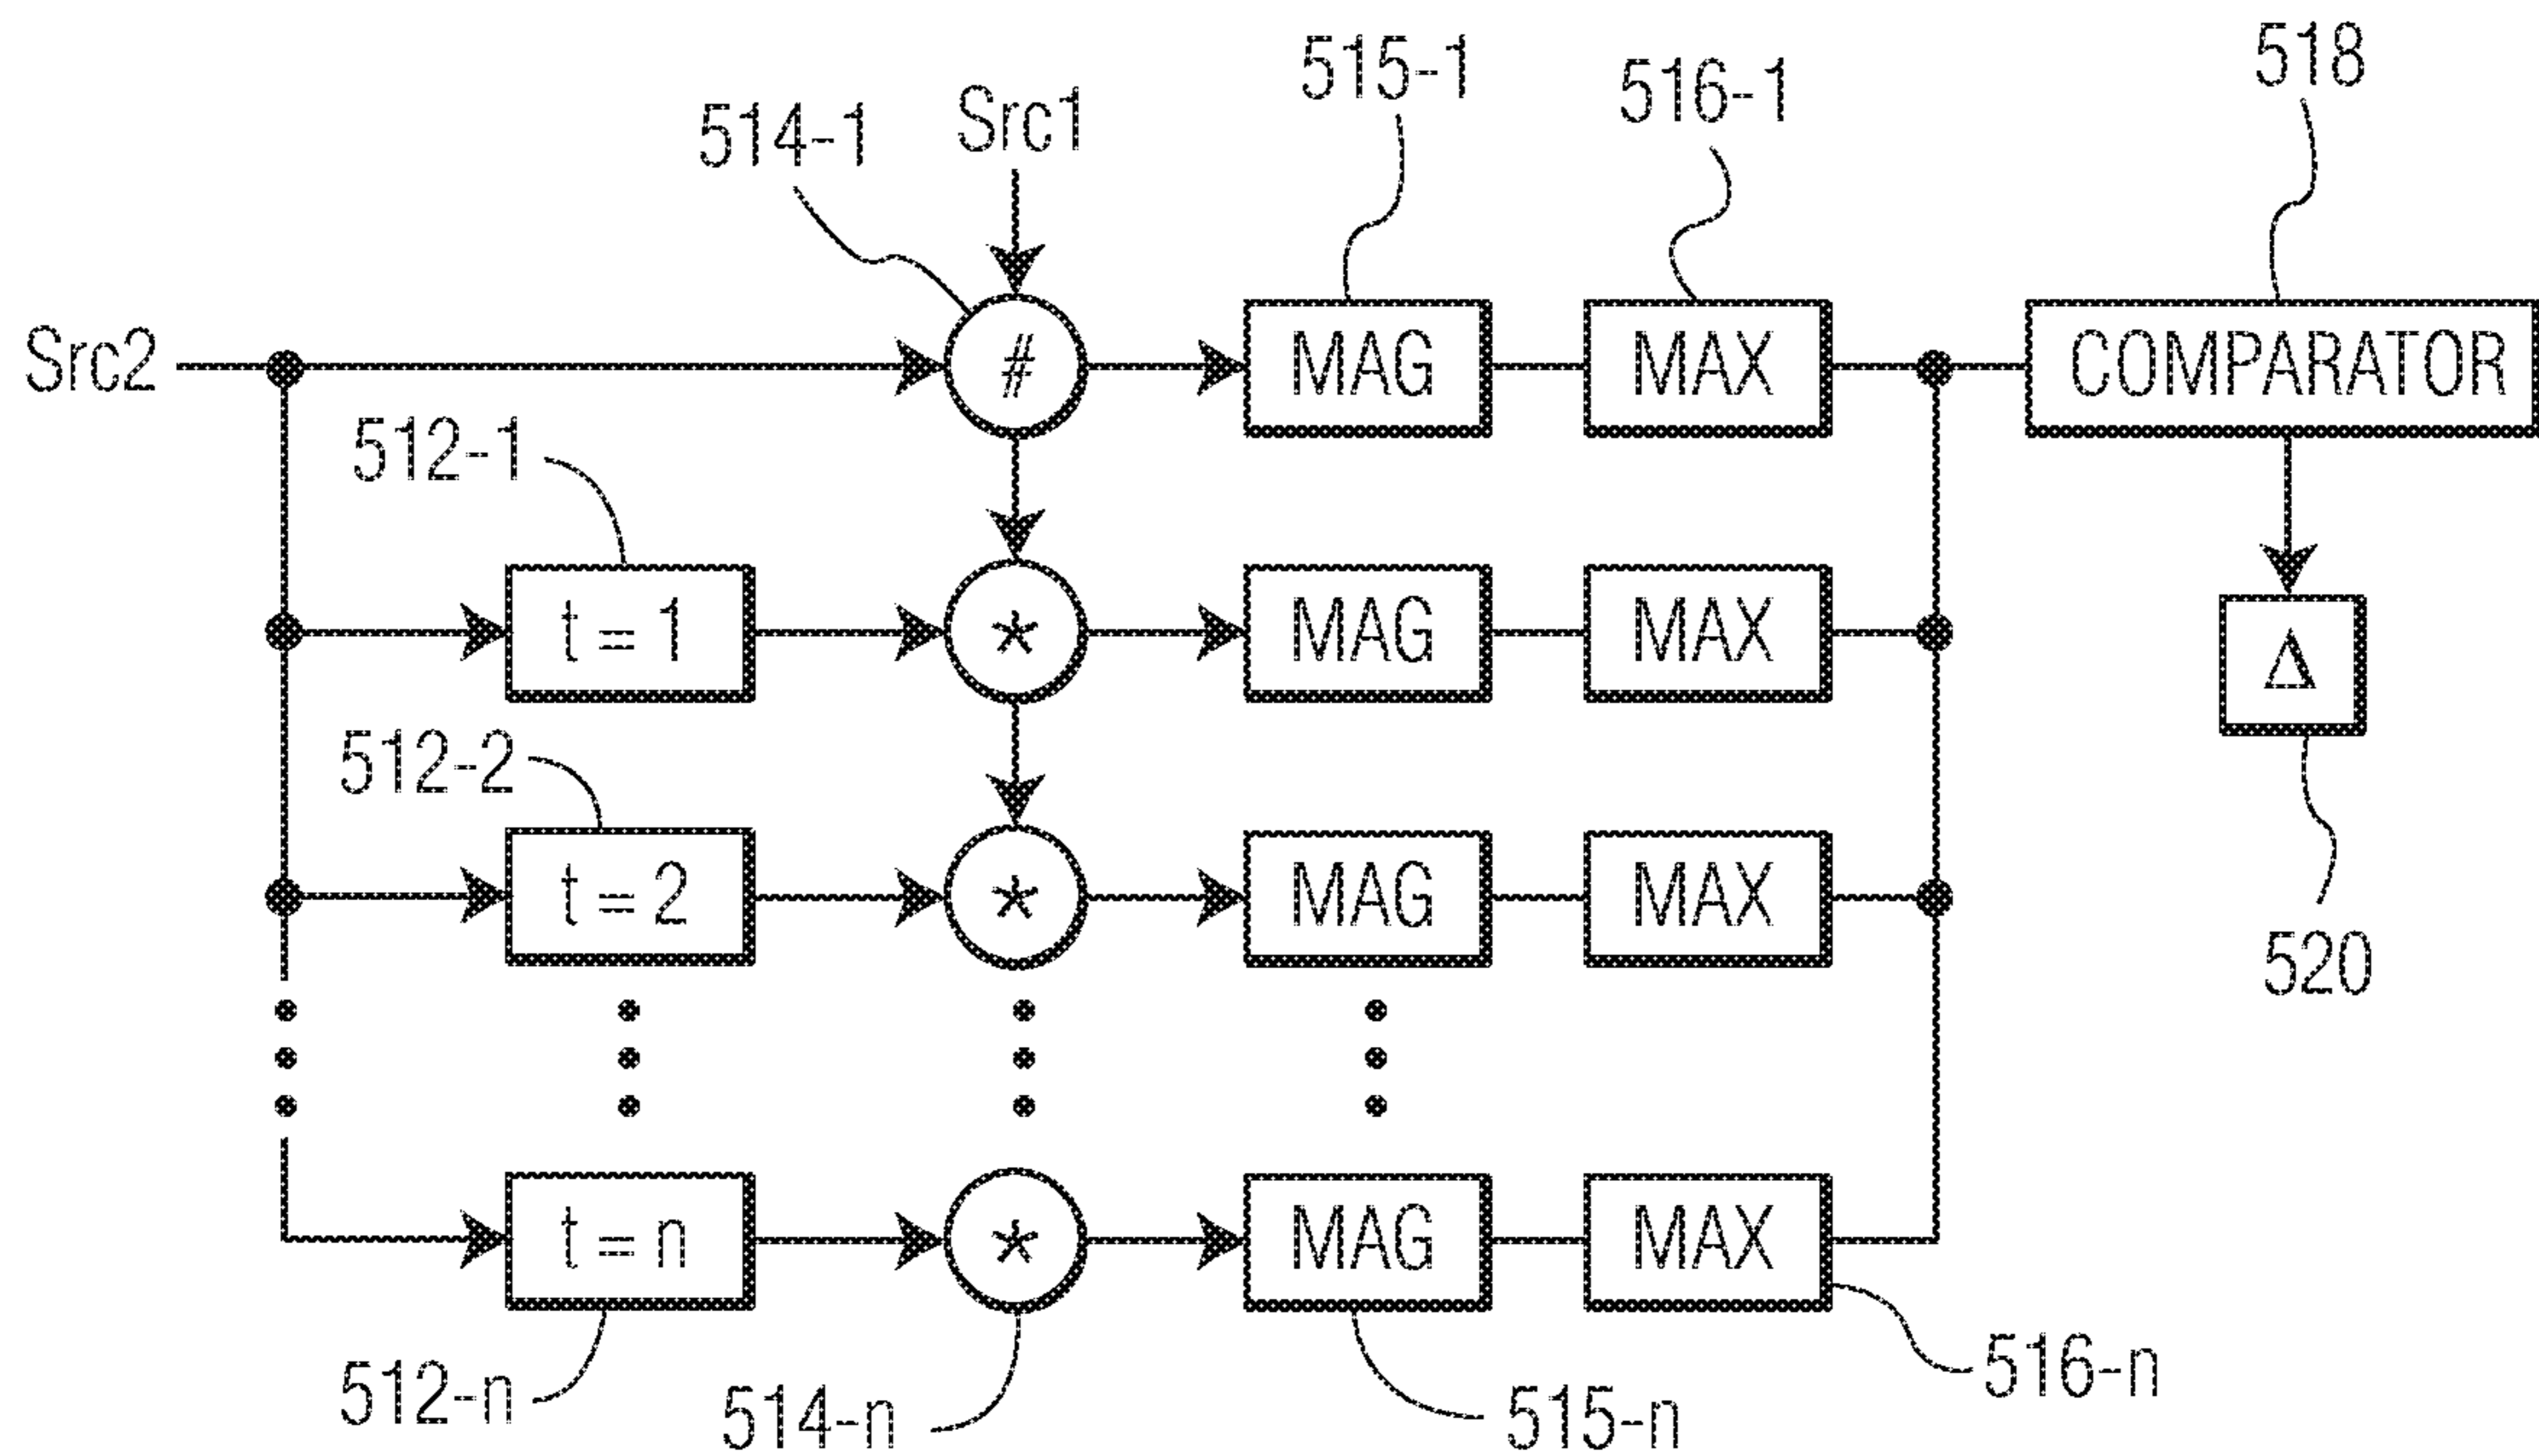 518
515-1
516-1
514-1 Src1
Src2 # MAG MAX COMPARATOR
512-1
t = 1 * MAG MAX Δ
512-2
t = 2 * MAG MAX
520
t = n * MAG MAX
516-n
512-n 514-n 515-n